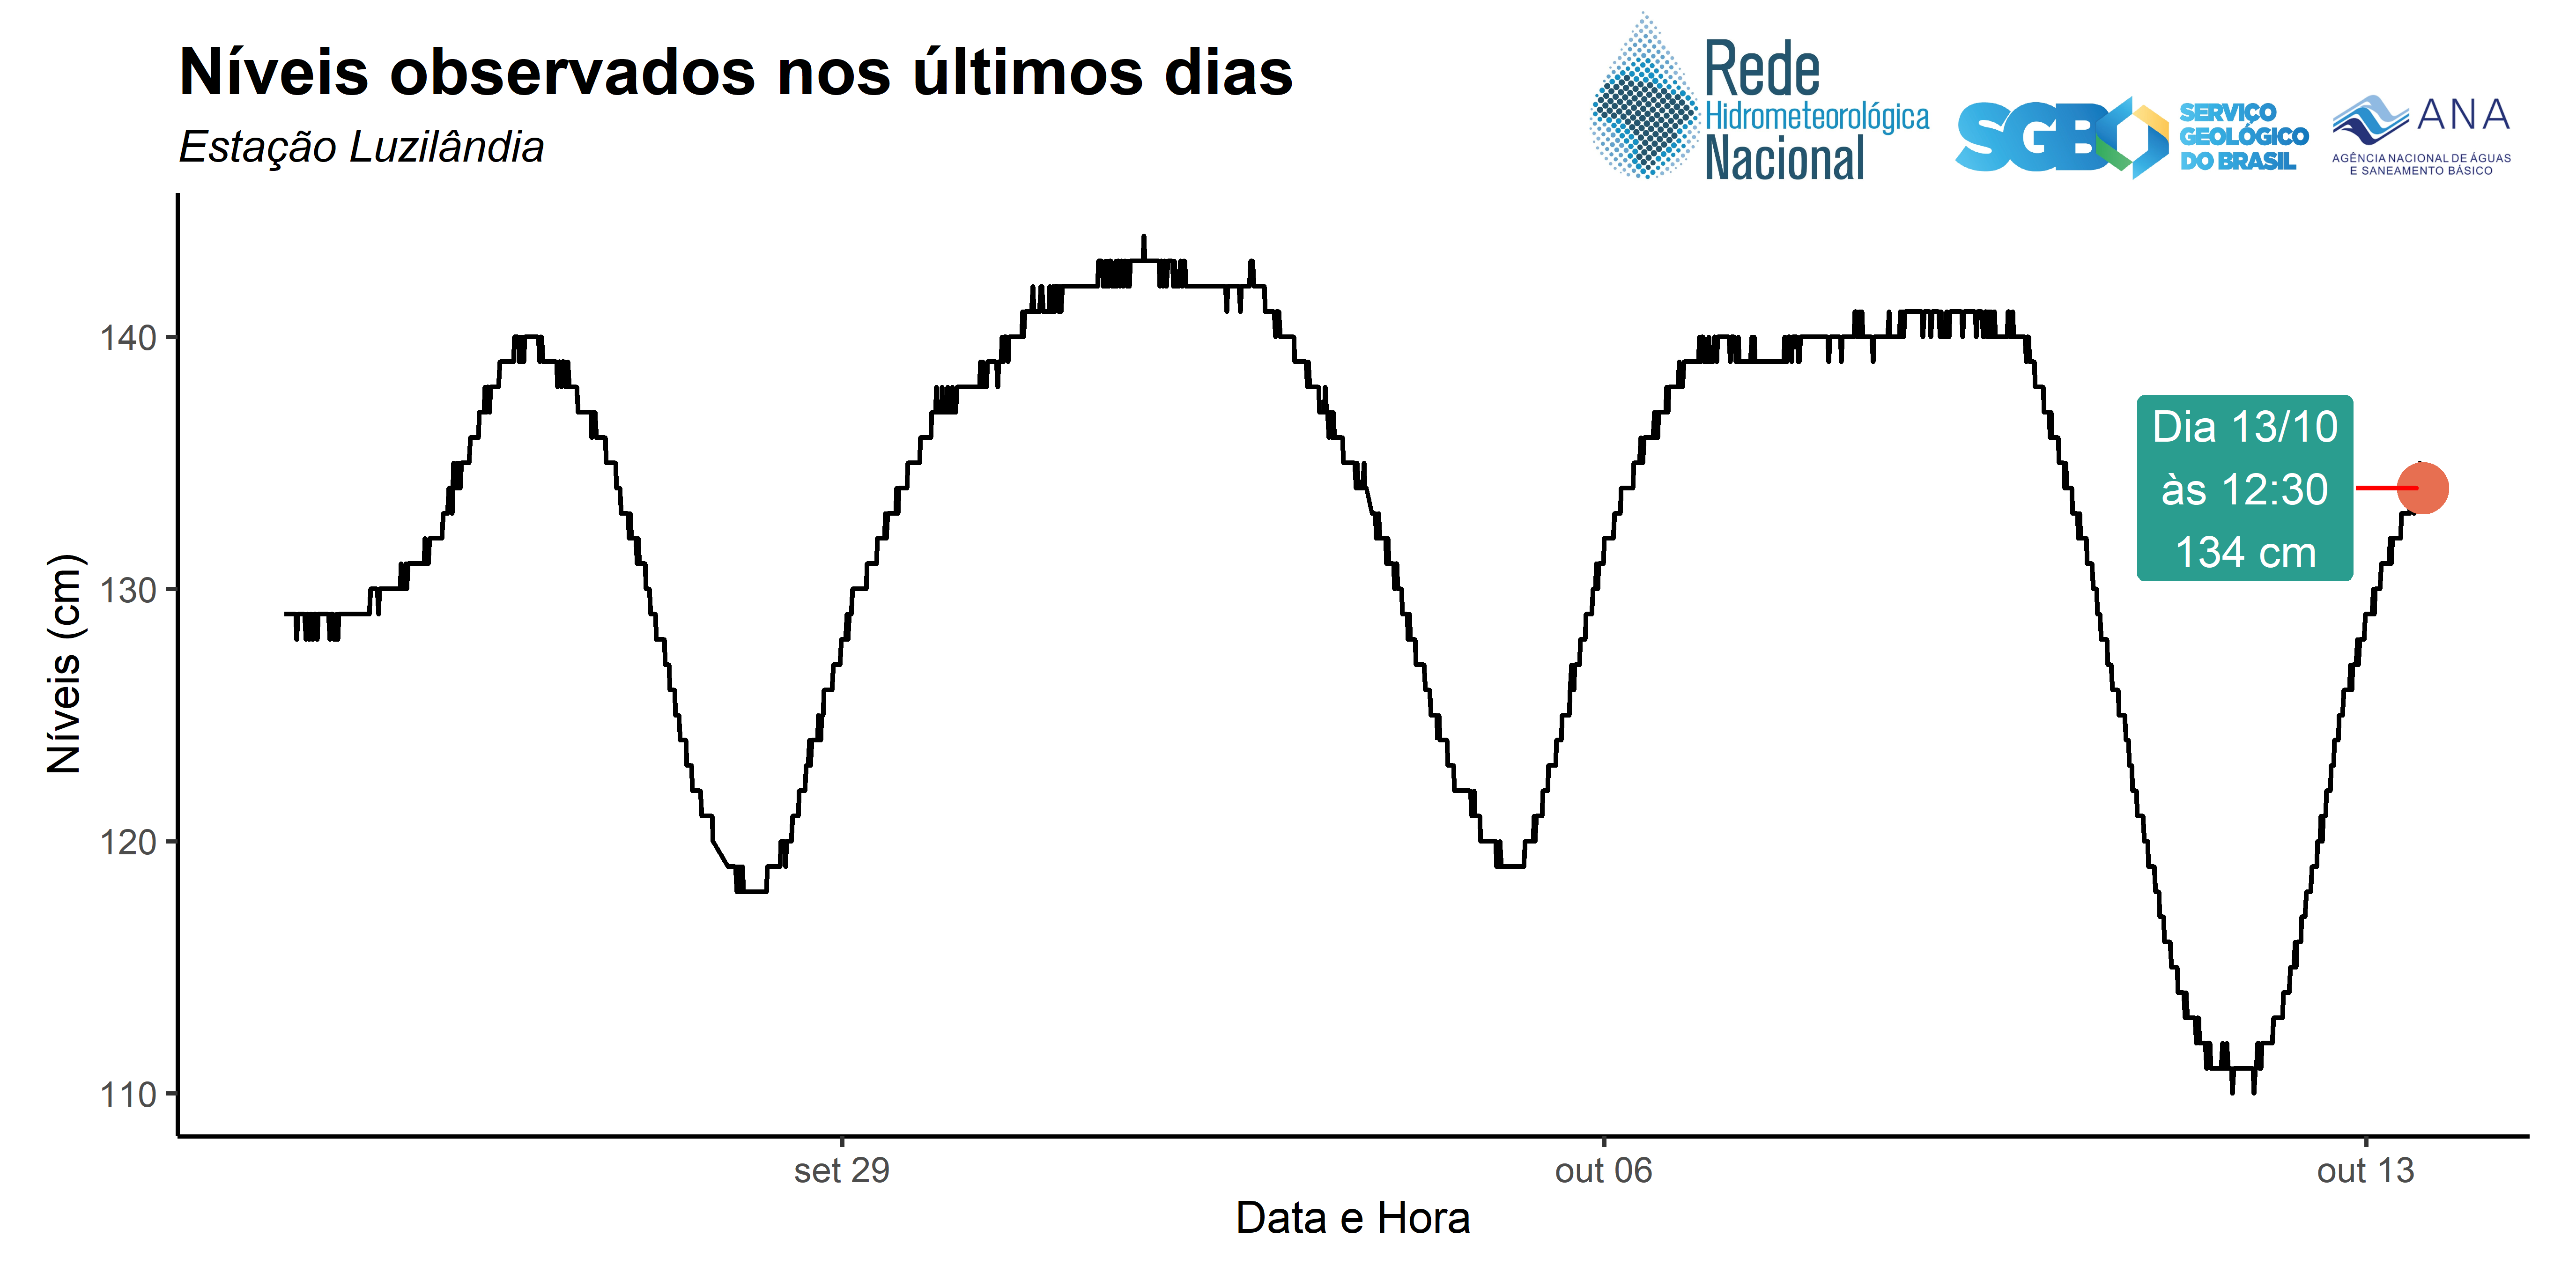 Níveis observados nos últimos dias
Estação Luzilândia
Rede
Hidrometeorológica
Nacional
SGB
SERVIÇO
GEOLÓGICO
DO BRASIL
ANA
AGÊNCIA NACIONAL DE ÁGUAS
E SANEAMENTO BÁSICO
Níveis (cm)
140
130
120
110
Dia 13/10
às 12:30
134 cm
set 29
out 06
out 13
Data e Hora